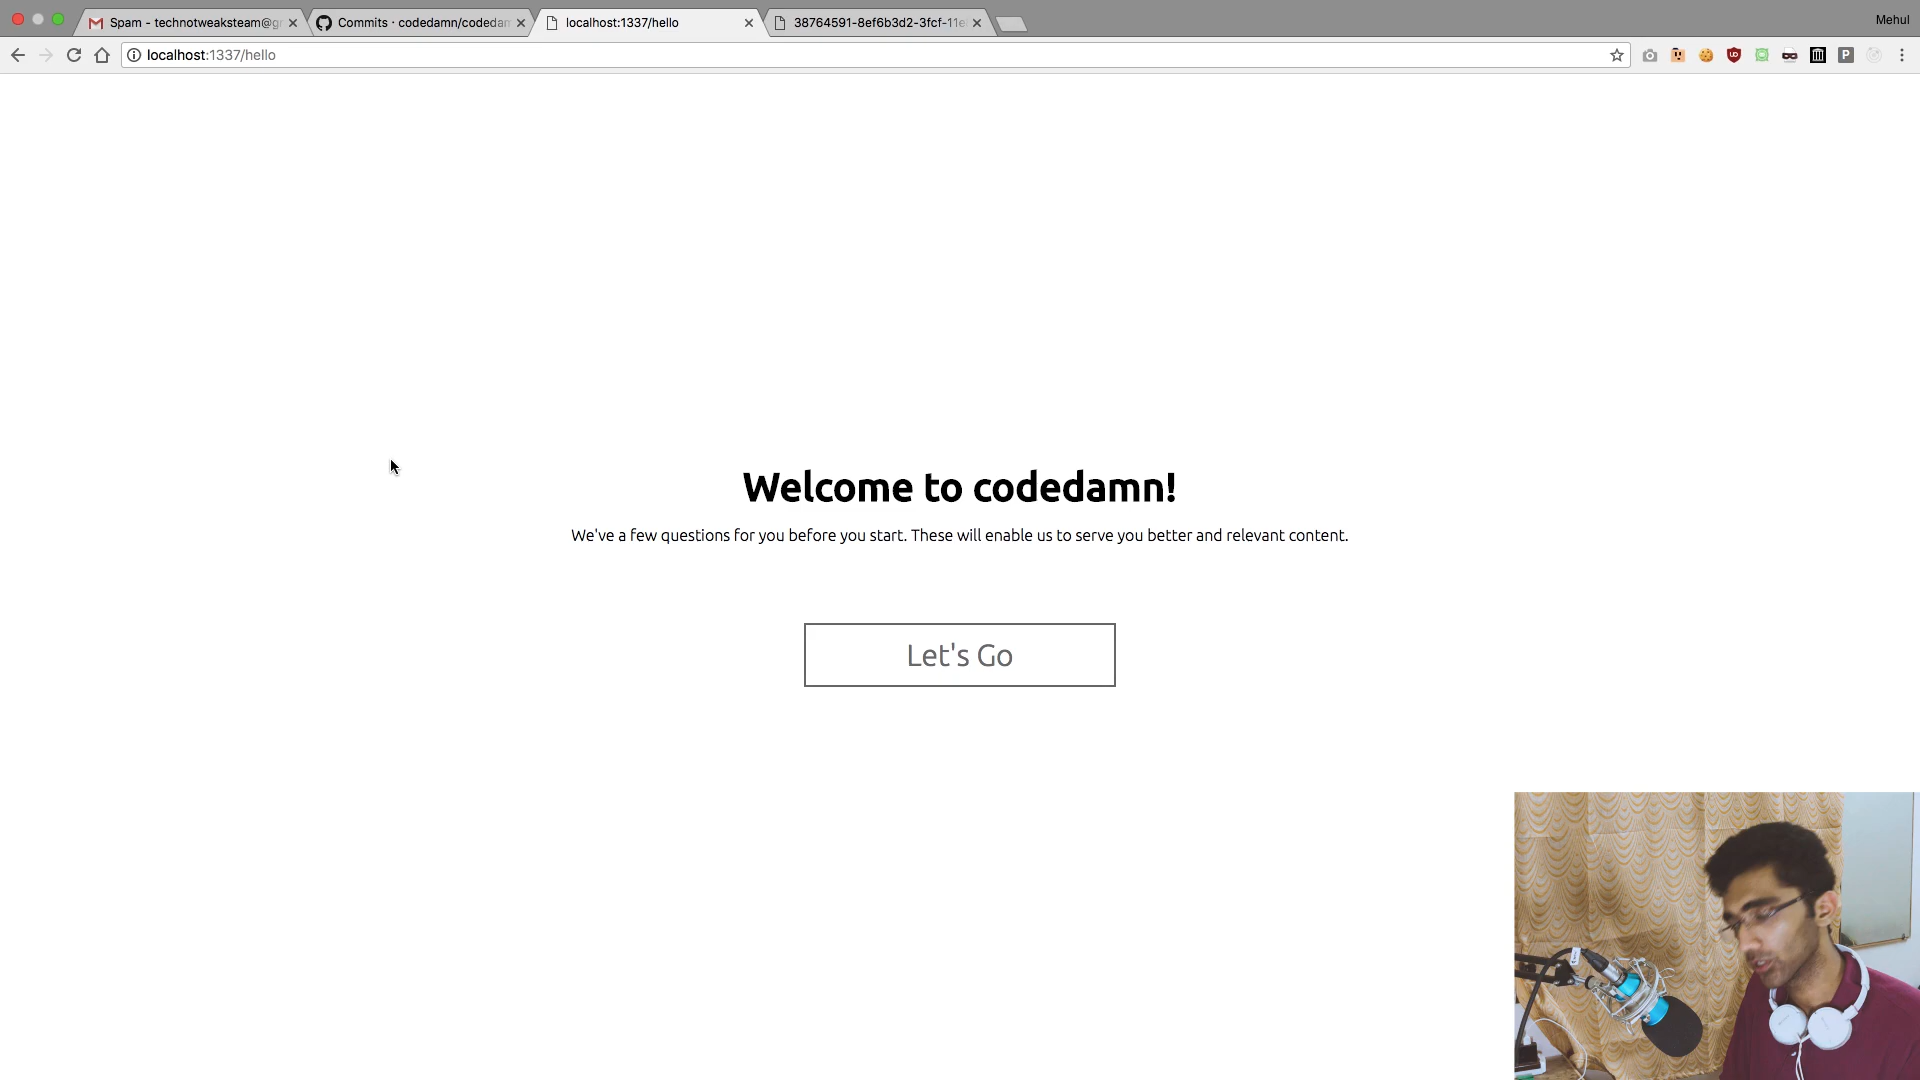 Spam - technotweaksteam@g
Commits · codedamn/codedam
localhost:1337/hello
38764591-8ef6b3d2-3fcf-11e
Mehul
localhost:1337/hello
P
Welcome to codedamn!
We've a few questions for you before you start. These will enable us to serve you better and relevant content.
Let's Go